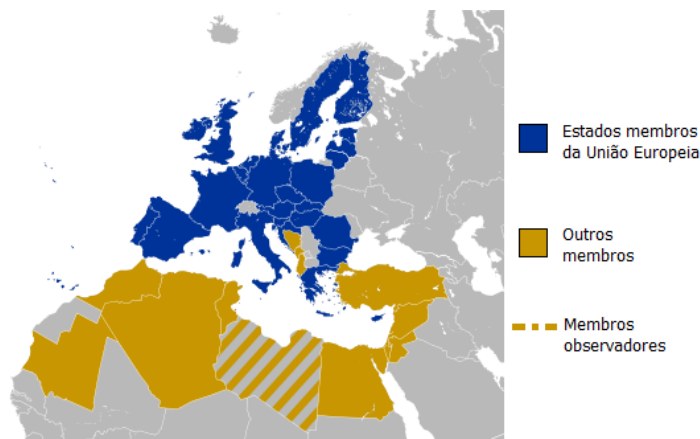 Estados membros
da União Europeia
Outros
membros
Membros
observadores